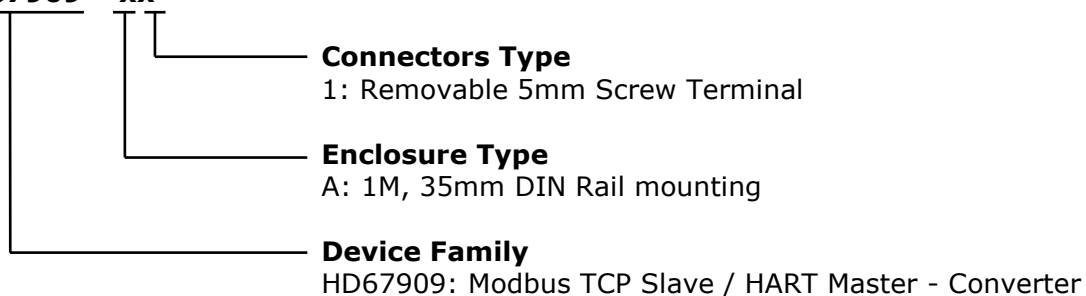 Connectors Type
1: Removable 5mm Screw Terminal
Enclosure Type
A: 1M, 35mm DIN Rail mounting
Device Family
HD67909: Modbus TCP Slave / HART Master - Converter